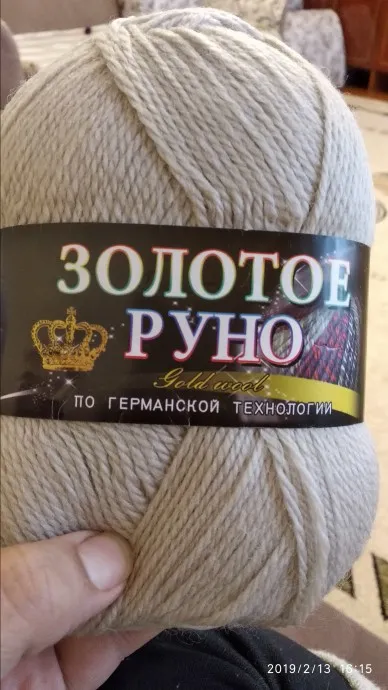 ЗОЛОТОЕ
РУНО
Gold wool
ПО ГЕРМАНСКОЙ ТЕХНОЛОГИИ
2019/2/13 16:15